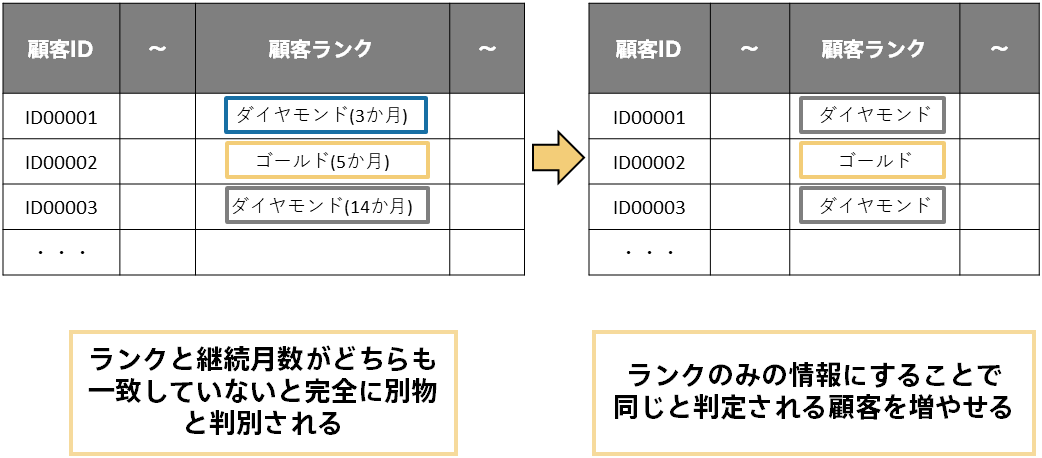 顧客ID ～ 顧客ランク ～
ID00001 ダイヤモンド(3か月)
ID00002 ゴールド(5か月)
ID00003 ダイヤモンド(14か月)
・・・
ランクと継続月数がどちらも
一致していないと完全に別物
と判別される
顧客ID ～ 顧客ランク ～
ID00001 ダイヤモンド
ID00002 ゴールド
ID00003 ダイヤモンド
・・・
ランクのみの情報にすることで
同じと判定される顧客を増やせる